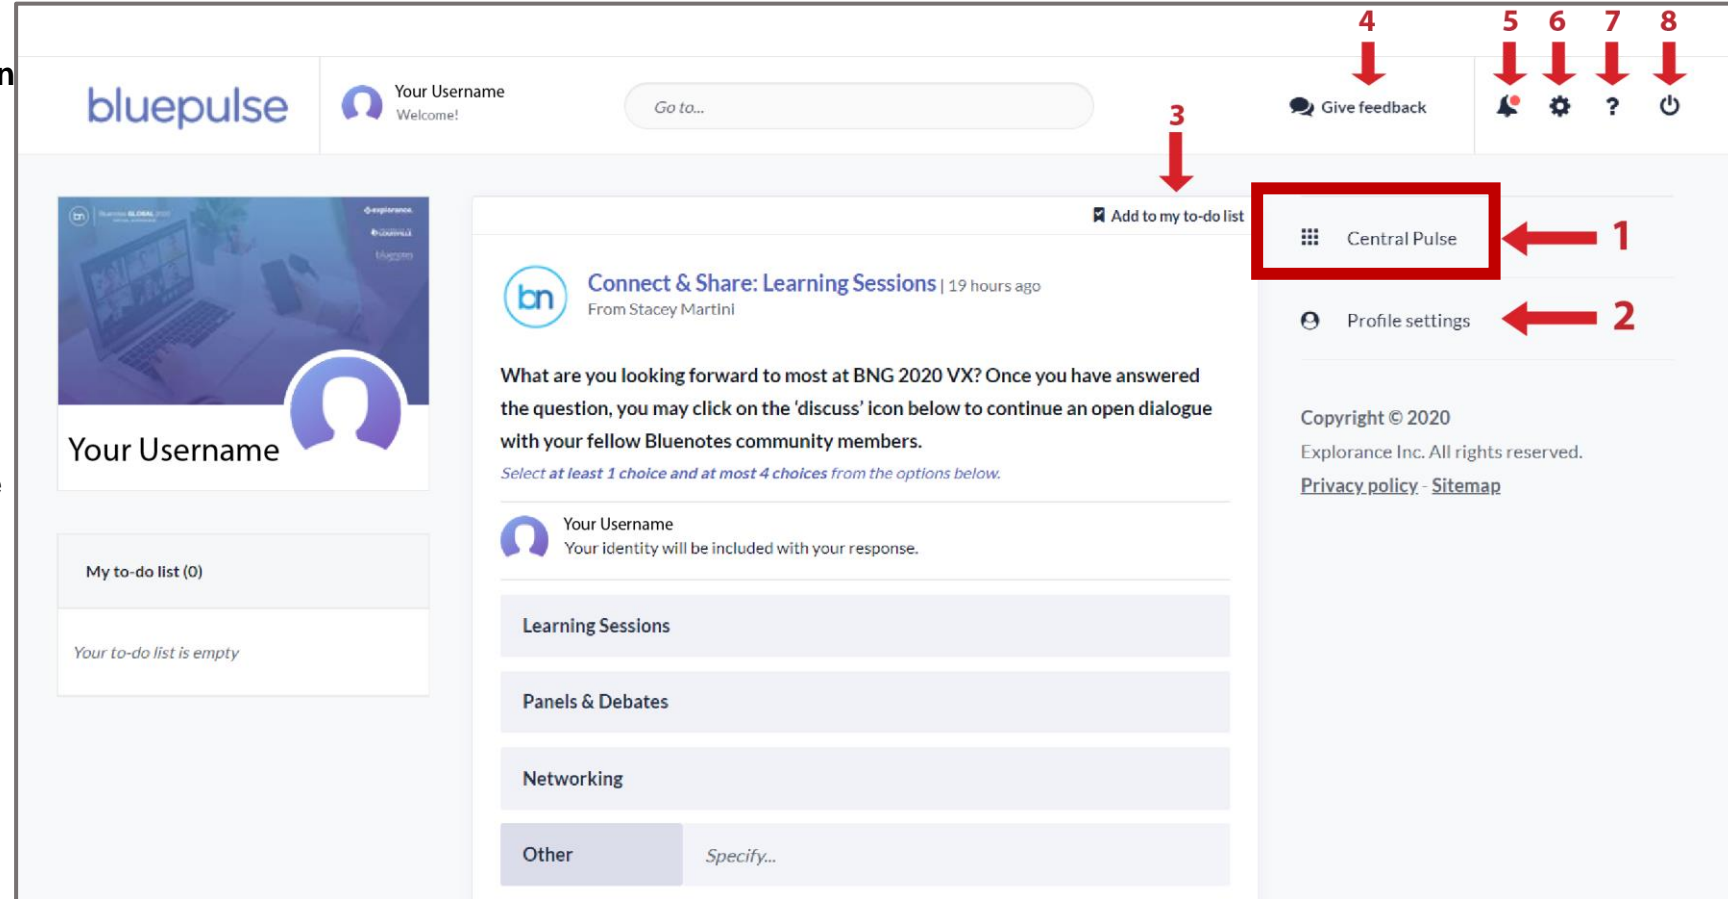 4 5 6 7 8
n
bluepulse
Your Username
Welcome!
Go to...
3
Give feedback
?
bn
explorance.
Add to my to-do list
Central Pulse
1
bn
Connect & Share: Learning Sessions | 19 hours ago
From Stacey Martini
Profile settings
2
What are you looking forward to most at BNG 2020 VX? Once you have answered
the question, you may click on the 'discuss' icon below to continue an open dialogue
with your fellow Bluenotes community members.
Select at least 1 choice and at most 4 choices from the options below.
Your Username
Copyright © 2020
Explorance Inc. All rights reserved.
Privacy policy - Sitemap
e
Your Username
Your identity will be included with your response.
My to-do list (0)
Your to-do list is empty
Learning Sessions
Panels & Debates
Networking
Other
Specify...